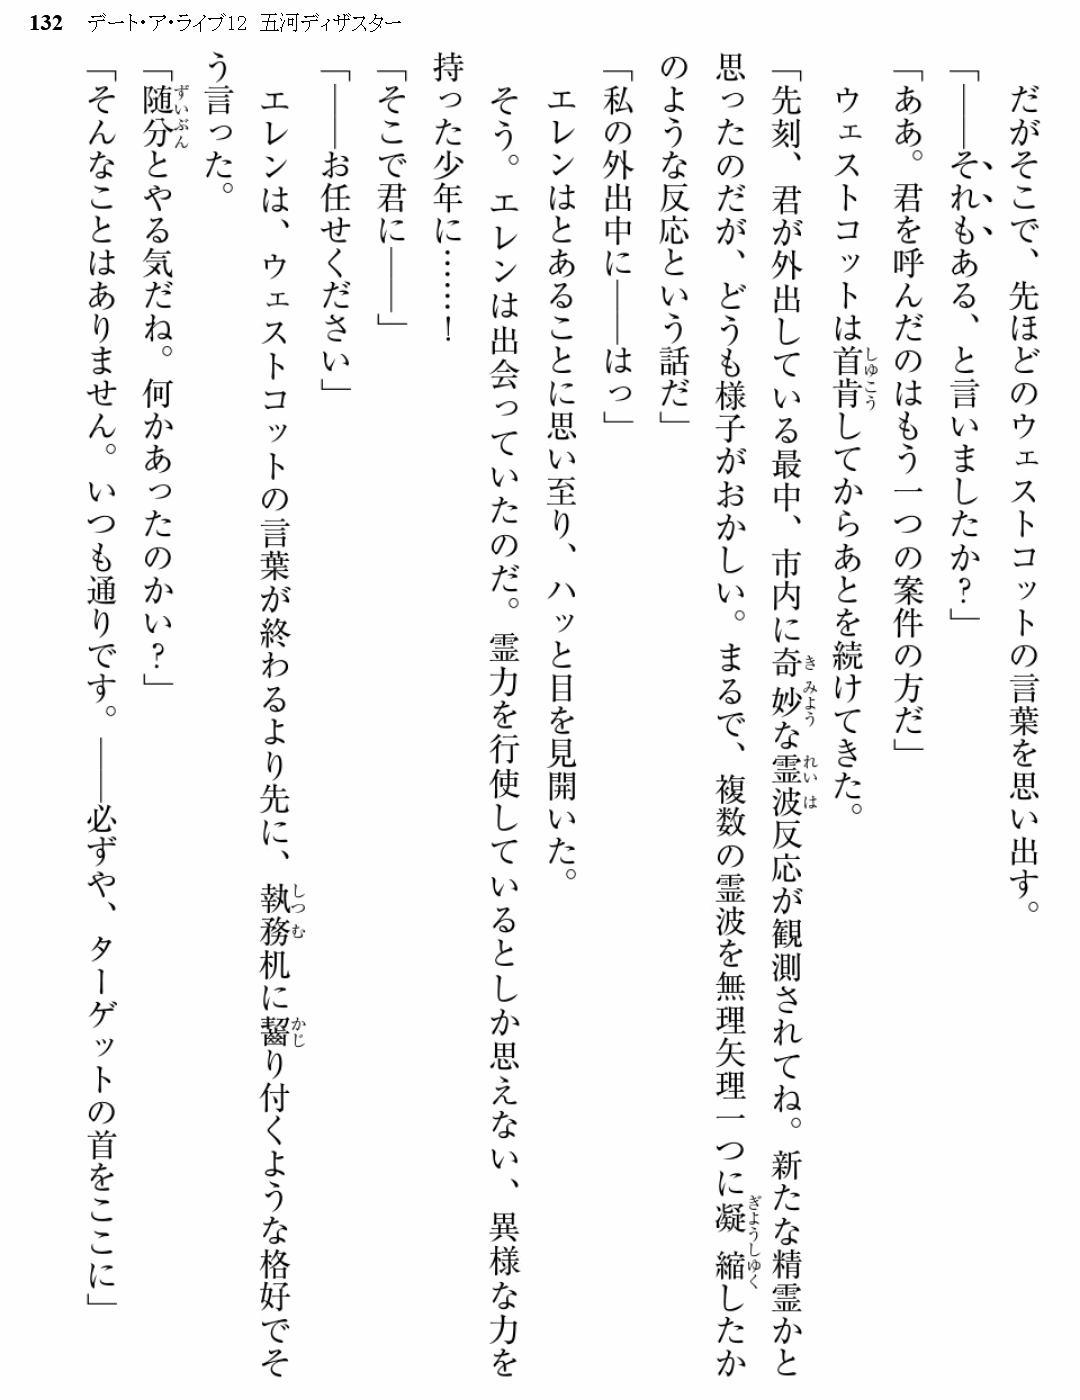 132 デート・ア・ライブ12 五河ディザスター
だがそこで、先ほどのウェストコットの言葉を思い出す。
「――それもある、と言いましたか？」
「ああ。君を呼んだのはもう一つの案件の方だ」
ウェストコットは首肯してからあとを続けてきた。
「先刻、君が外出している最中、市内に奇妙な霊波反応が観測されてね。新たな精霊かと
思ったのだが、どうも様子がおかしい。まるで、複数の霊波を無理矢理一つに凝縮したか
のような反応という話だ」
「私の外出中に――はっ」
エレンはとあることに思い至り、ハッと目を見開いた。
そう。エレンは出会っていたのだ。霊力を行使しているとしか思えない、異様な力を
持った少年に……！
「そこで君に――」
「――お任せください」
エレンは、ウェストコットの言葉が終わるより先に、執務机に齧り付くような格好でそ
う言った。
「随分とやる気だね。何かあったのかい？」
「そんなことはありません。いつも通りです。――必ずや、ターゲットの首をここに」